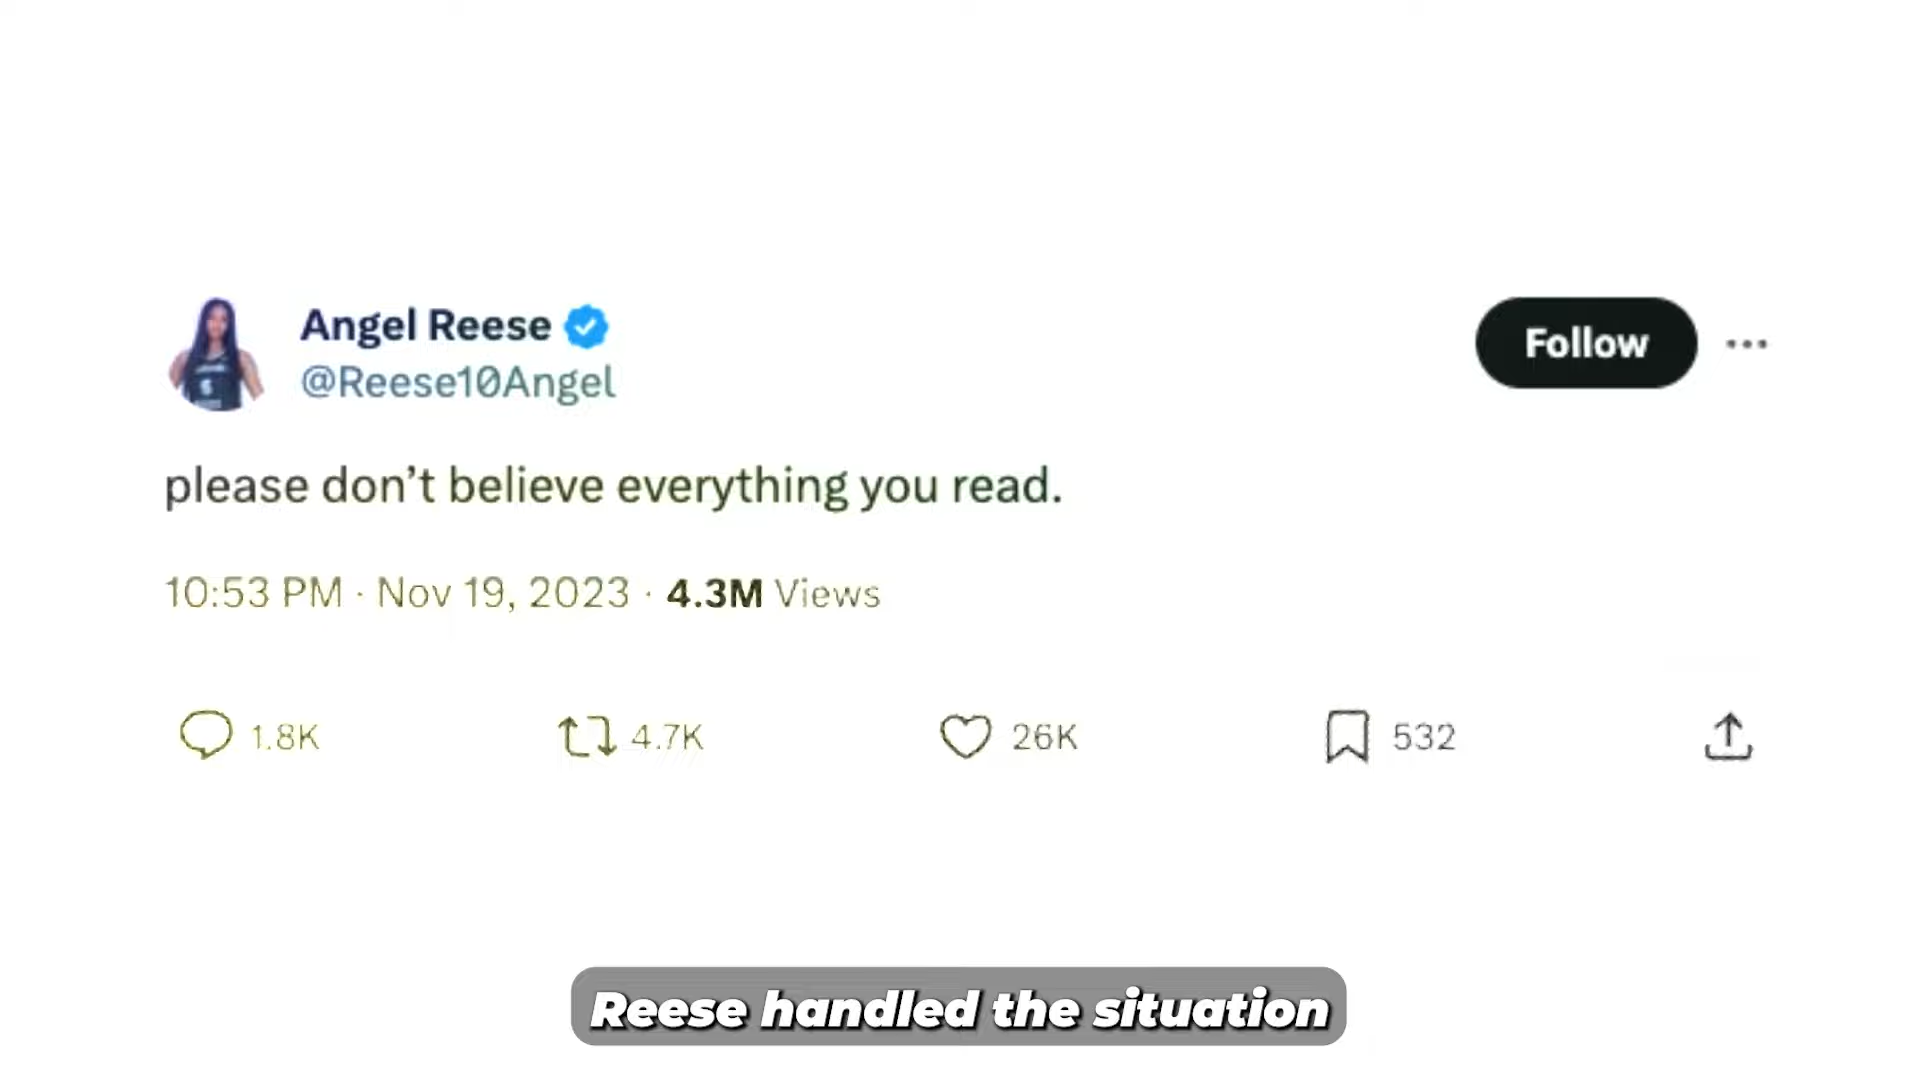 Angel Reese
@Reese10Angel
Follow
please don’t believe everything you read.
10:53 PM · Nov 19, 2023 · 4.3M Views
1.8K 4.7K 26K 532
Reese handled the situation